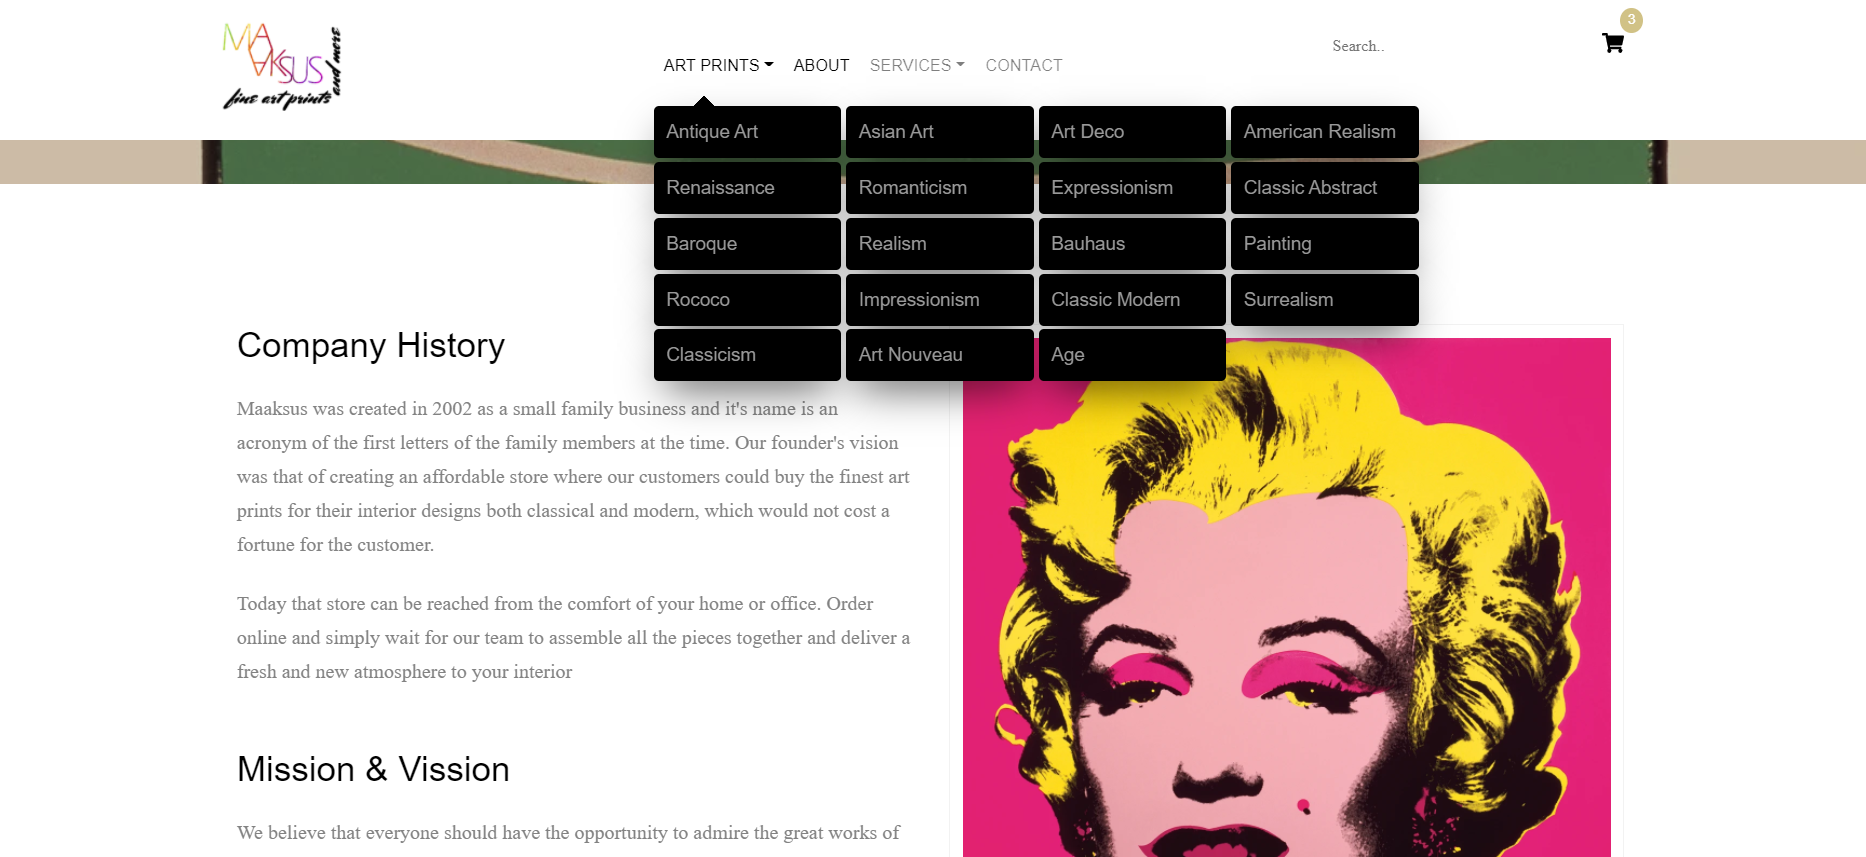 MAAKSUS
and more
fine art prints
ART PRINTS ABOUT SERVICES CONTACT
Search..
3
Antique Art Asian Art Art Deco American Realism
Renaissance Romanticism Expressionism Classic Abstract
Baroque Realism Bauhaus Painting
Rococo Impressionism Classic Modern Surrealism
Classicism Art Nouveau Age
Company History
Maaksus was created in 2002 as a small family business and it's name is an
acronym of the first letters of the family members at the time. Our founder's vision
was that of creating an affordable store where our customers could buy the finest art
prints for their interior designs both classical and modern, which would not cost a
fortune for the customer.
Today that store can be reached from the comfort of your home or office. Order
online and simply wait for our team to assemble all the pieces together and deliver a
fresh and new atmosphere to your interior
Mission & Vission
We believe that everyone should have the opportunity to admire the great works of